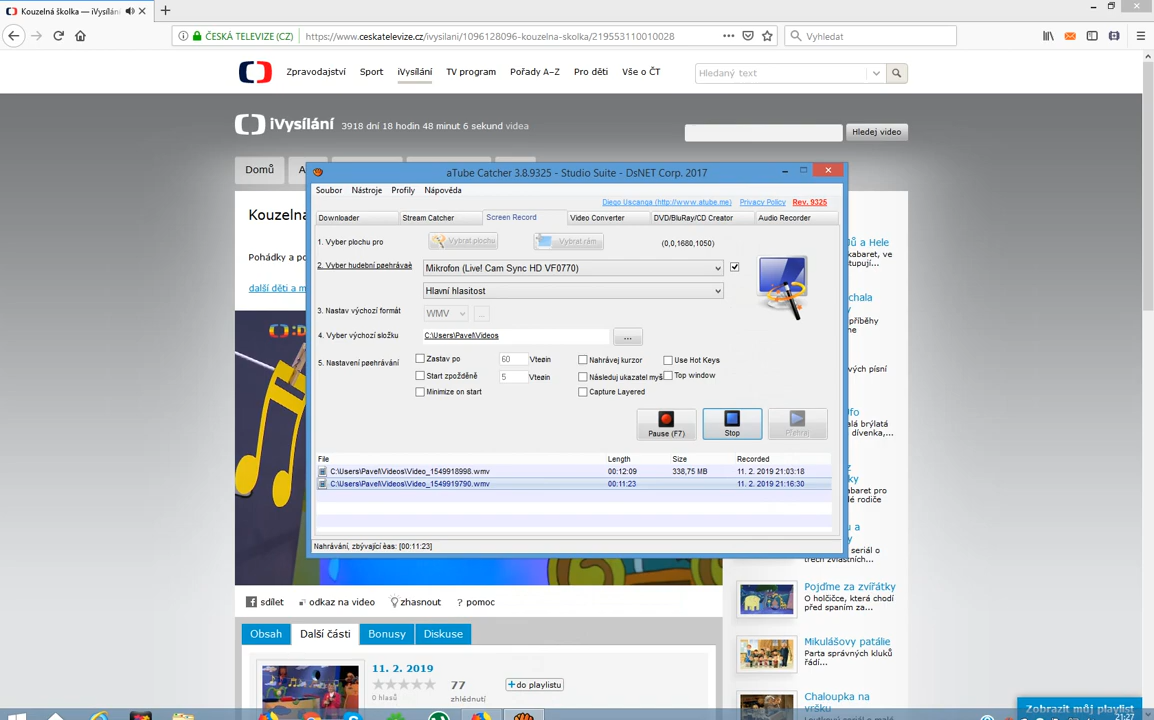 Kouzelná školka — iVysílání
ČESKÁ TELEVIZE (CZ)
https://www.ceskatelevize.cz/ivysilani/1096128096-kouzelna-skolka/219553110010028
Vyhledat
Zpravodajství Sport iVysílání TV program Pořady A–Z Pro děti Vše o ČT
Hledaný text
iVysílání 3918 dní 18 hodin 48 minut 6 sekund videa
Hledej video
Domů
Kouzelna
Pohádky a po
další děti a m
aTube Catcher 3.8.9325 - Studio Suite - DsNET Corp. 2017
Soubor Nástroje Profily Nápověda
Diego Uscanga (http://www.atube.me) Privacy Policy Rev. 9325
Downloader Stream Catcher Screen Record Video Converter DVD/BluRay/CD Creator Audio Recorder
1. Vyber plochu pro Vybrat plochu Vybrat rám (0,0,1680,1050)
2. Vyber hudební pøehrávaè Mikrofon (Live! Cam Sync HD VF0770)
Hlavní hlasitost
3. Nastav výchozí formát WMV ...
4. Vyber výchozí složku C:\Users\Pavel\Videos ...
5. Nastavení pøehrávání Zastav po 60 Vteøin Nahrávej kurzor Use Hot Keys
Start zpožděně 5 Vteøin Následuj ukazatel myš Top window
Minimize on start Capture Layered
Pause (F7) Stop Přehraj
File Length Size Recorded
C:\Users\Pavel\Videos\Video_1549918998.wmv 00:12:09 338,75 MB 11. 2. 2019 21:03:18
C:\Users\Pavel\Videos\Video_1549919790.wmv 00:11:23 11. 2. 2019 21:16:30
Nahrávání, zbývající èas: [00:11:23]
ů a Hele
kabaret, ve
stupují...
chala
příběhy
ých písní
fo
alá brýlatá
dívenka,...
z
ky
abaret pro
lé rodiče
u a
seriál o
trech zvláštních...
Pojďme za zvířátky
O holčičce, která chodí
před spaním za...
Mikulášovy patálie
Parta správných kluků
řádí...
Chaloupka na
vršku
sdílet odkaz na video zhasnout ? pomoc
Obsah Další části Bonusy Diskuse
11. 2. 2019
0 hlasů
77
zhlédnutí
+do playlistu
Zobrazit můj playlist
21:27